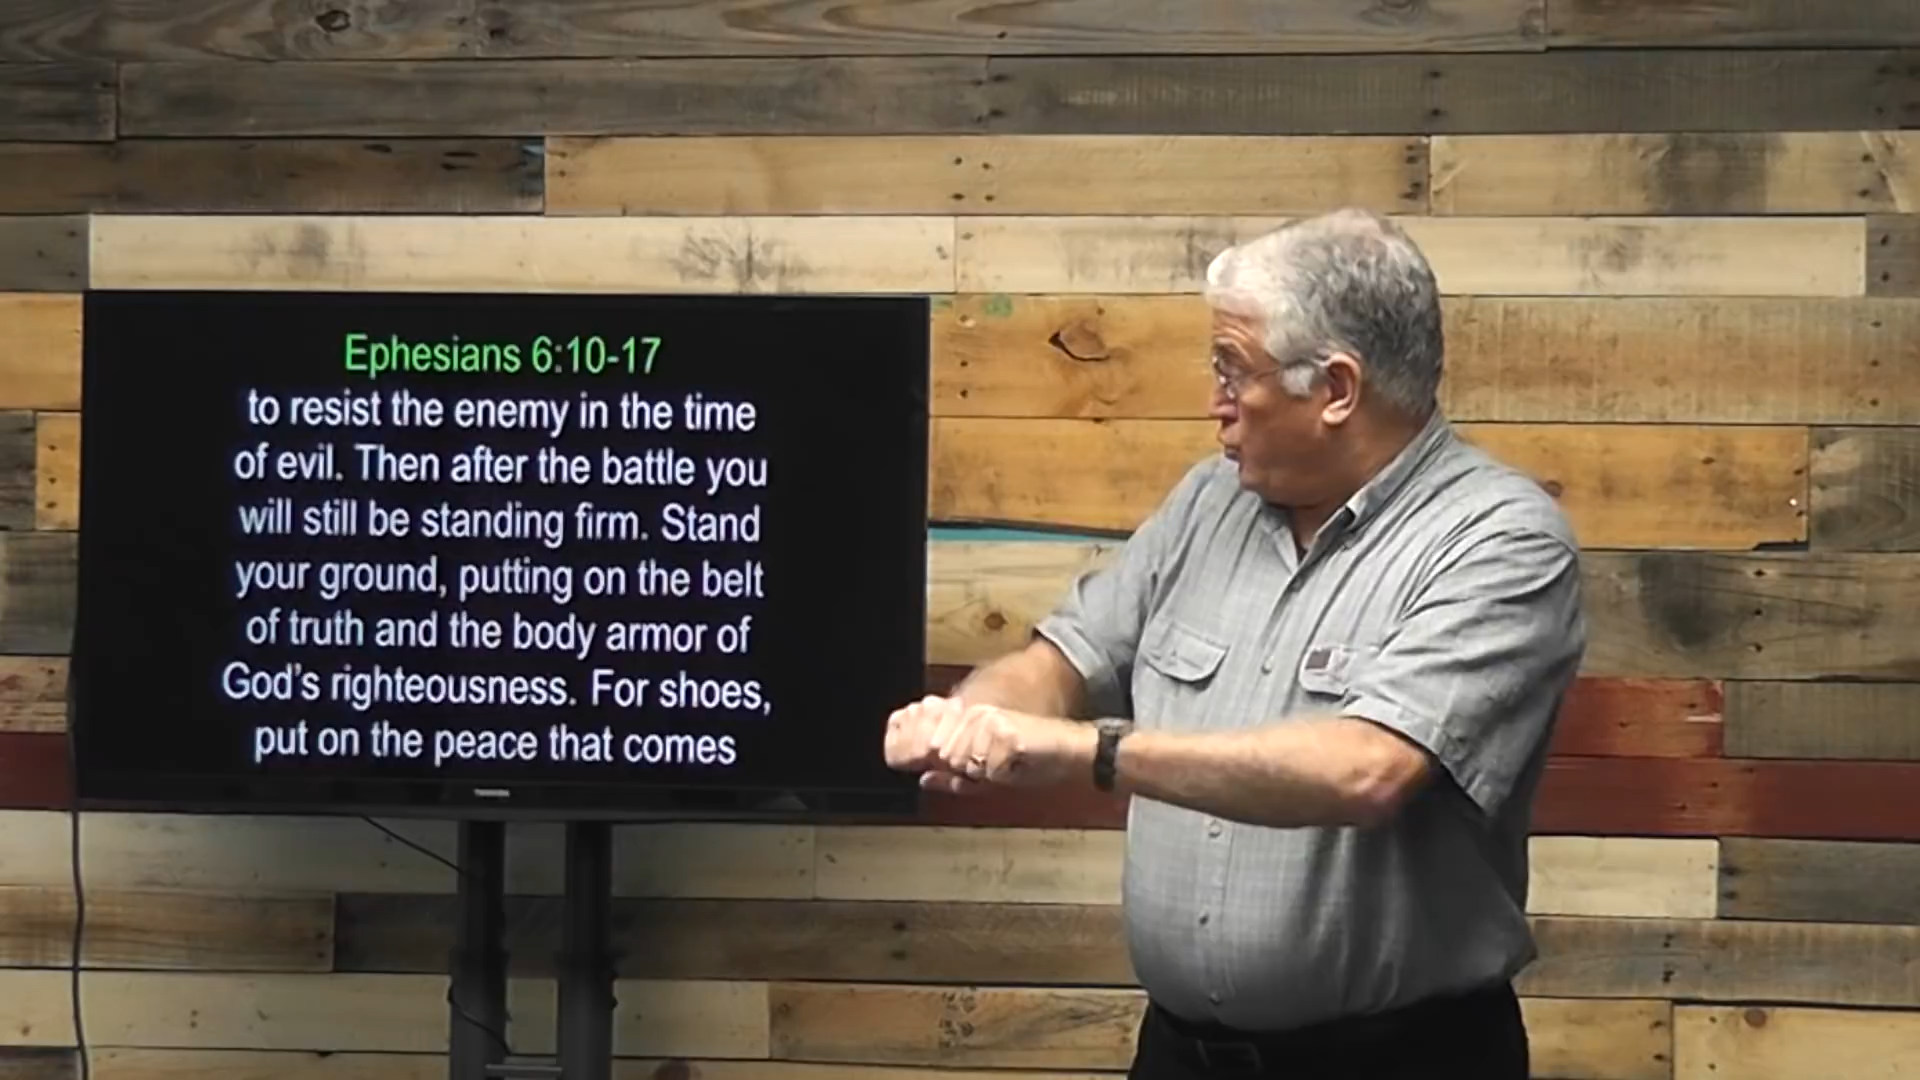 Ephesians 6:10-17
to resist the enemy in the time
of evil. Then after the battle you
will still be standing firm. Stand
your ground, putting on the belt
of truth and the body armor of
God's righteousness. For shoes,
put on the peace that comes
TOSHIBA